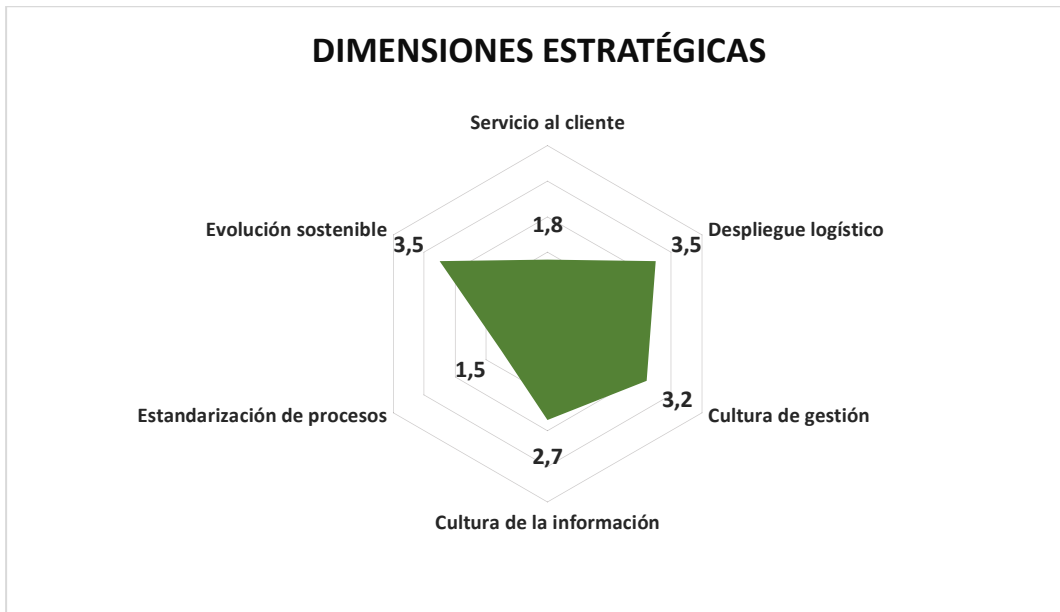 DIMENSIONES ESTRATÉGICAS
Servicio al cliente
1,8
Evolución sostenible
3,5
Despliegue logístico
3,5
Estandarización de procesos
1,5
Cultura de gestión
3,2
2,7
Cultura de la información